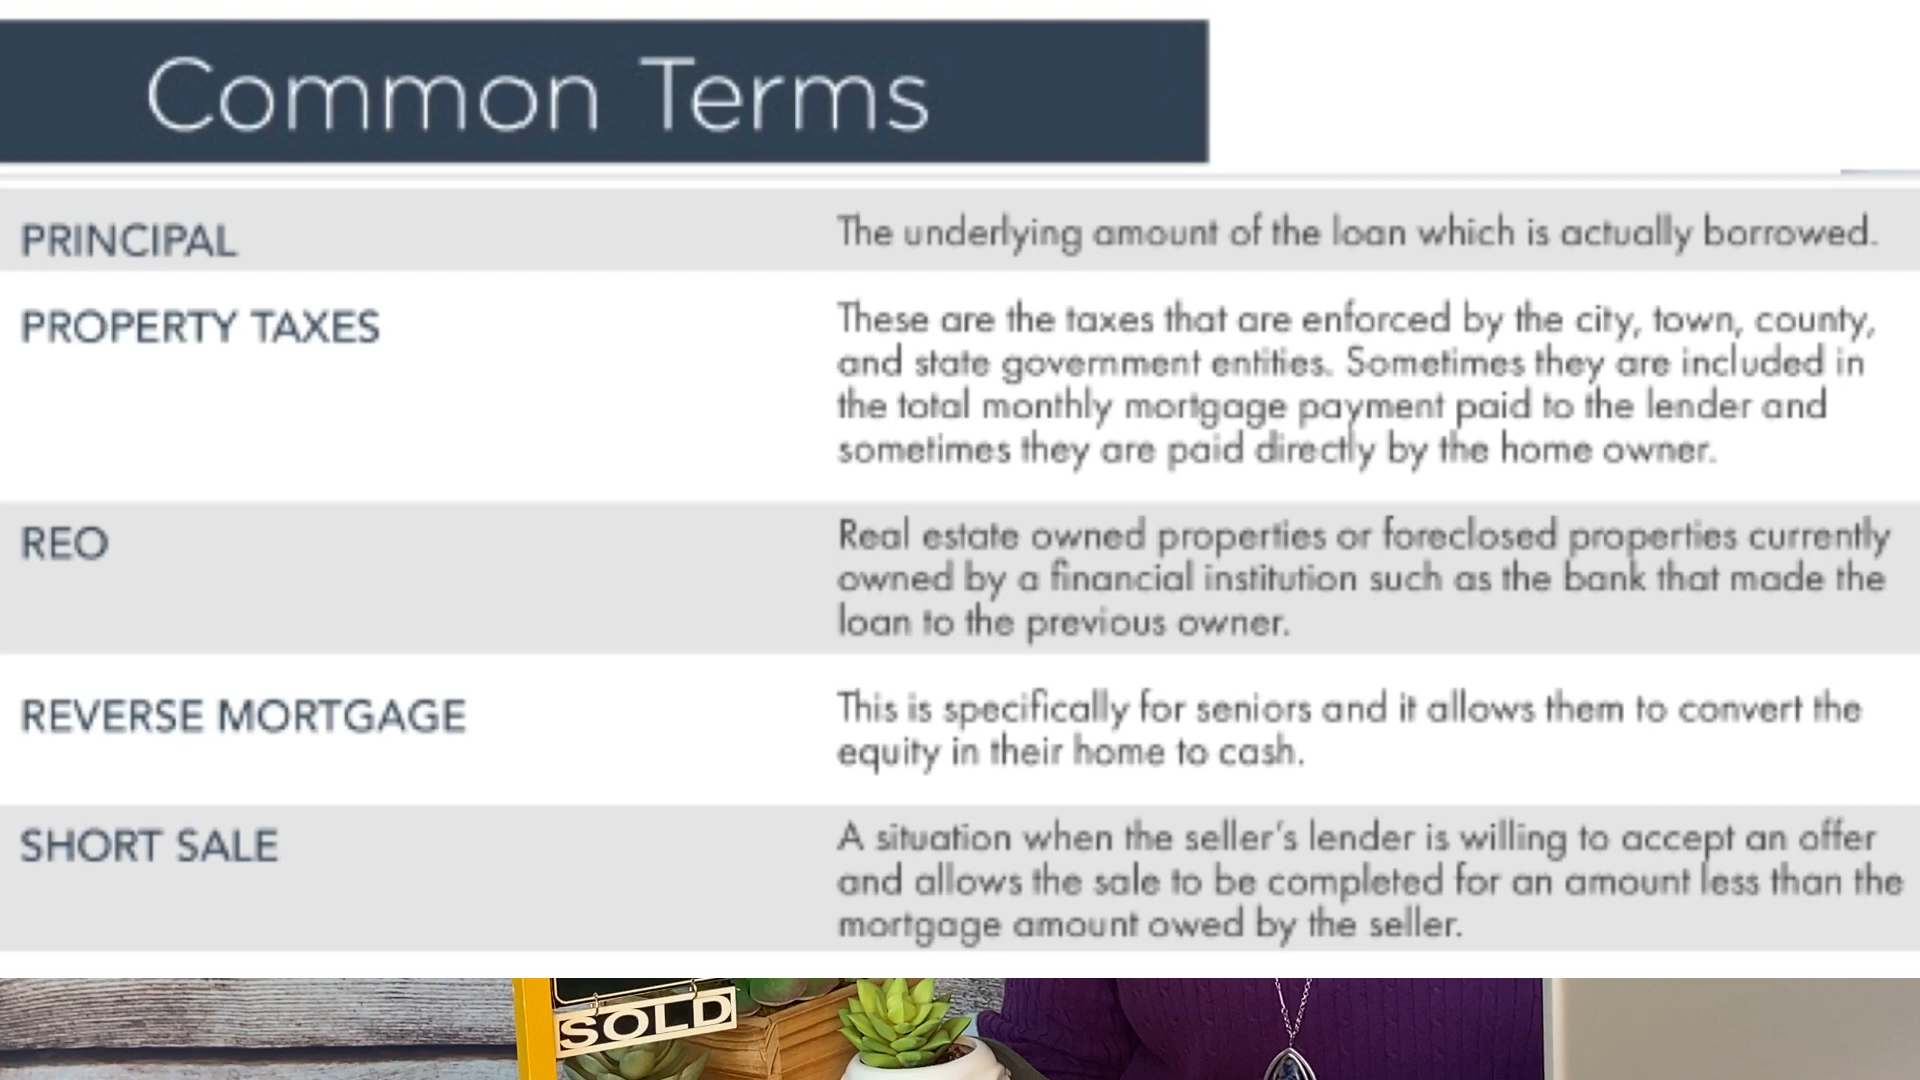 Common Terms
PRINCIPAL
The underlying amount of the loan which is actually borrowed.
PROPERTY TAXES
These are the taxes that are enforced by the city, town, county,
and state government entities. Sometimes they are included in
the total monthly mortgage payment paid to the lender and
sometimes they are paid directly by the home owner.
REO
Real estate owned properties or foreclosed properties currently
owned by a financial institution such as the bank that made the
loan to the previous owner.
REVERSE MORTGAGE
This is specifically for seniors and it allows them to convert the
equity in their home to cash.
SHORT SALE
A situation when the seller's lender is willing to accept an offer
and allows the sale to be completed for an amount less than the
mortgage amount owed by the seller.
SOLD